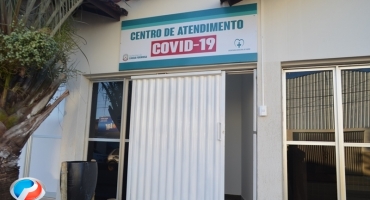 CENTRO DE ATENDIMENTO
COVID-19